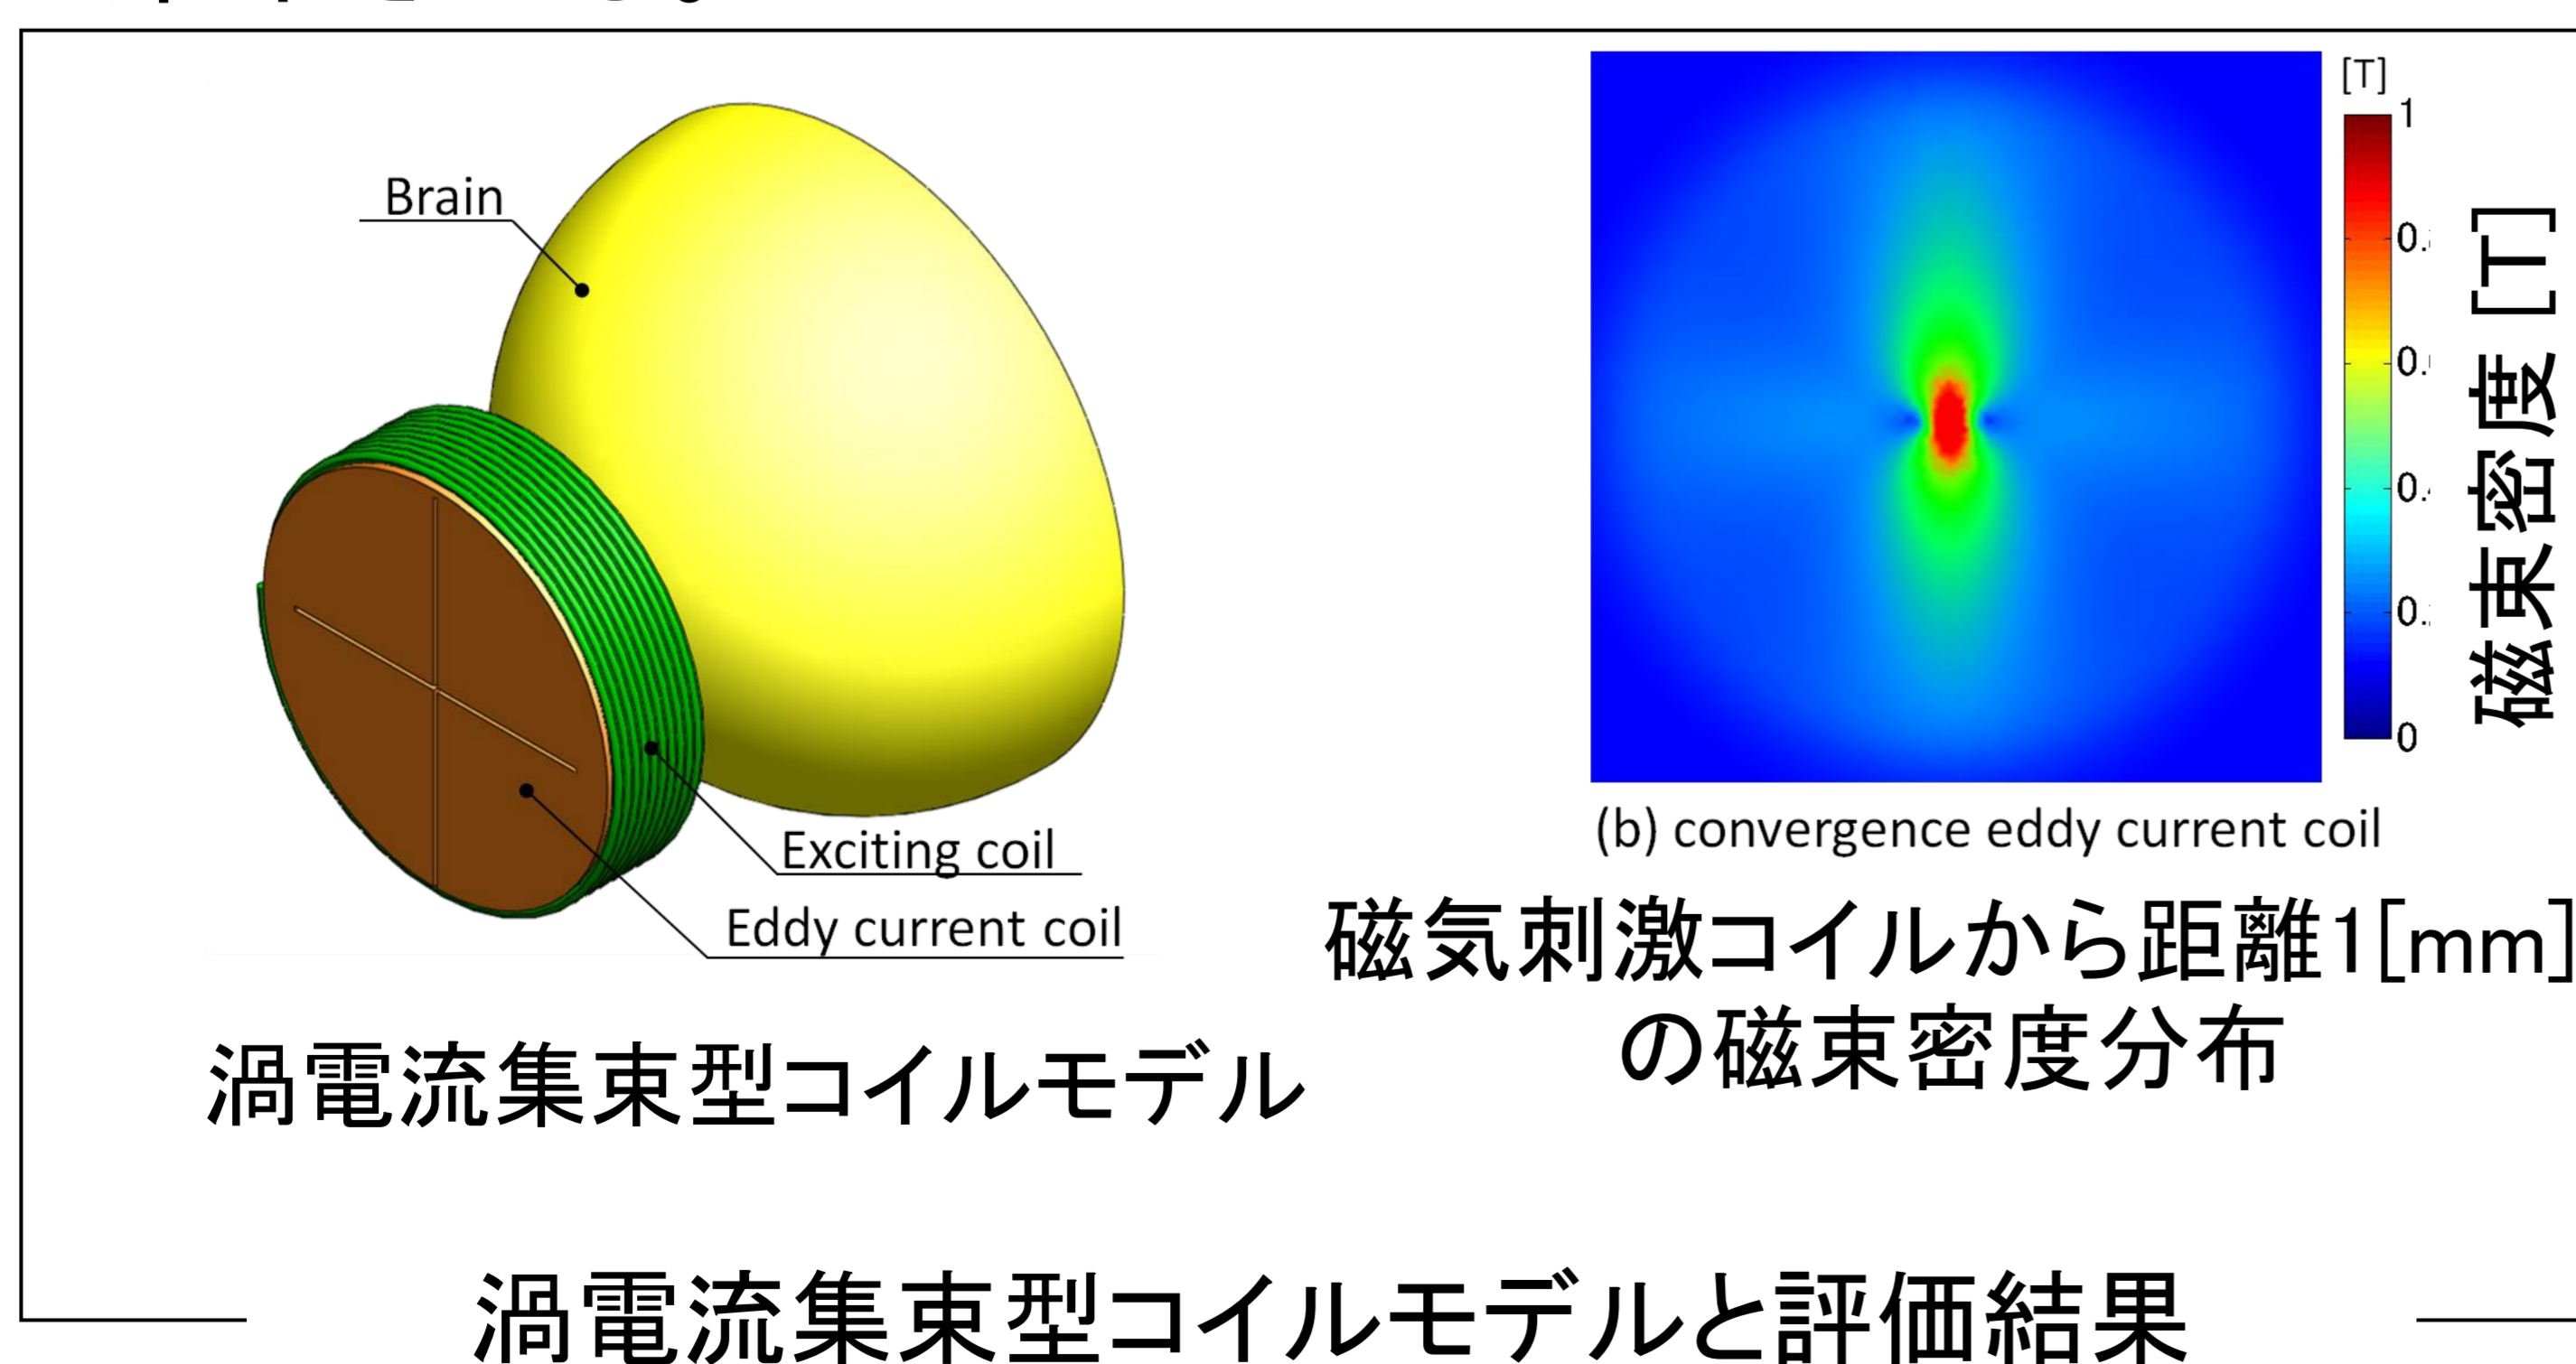 Brain
Exciting coil
Eddy current coil
渦電流集束型コイルモデル
[T]
1
0
磁束密度 [T]
(b) convergence eddy current coil
磁気刺激コイルから距離1[mm]
の磁束密度分布
渦電流集束型コイルモデルと評価結果